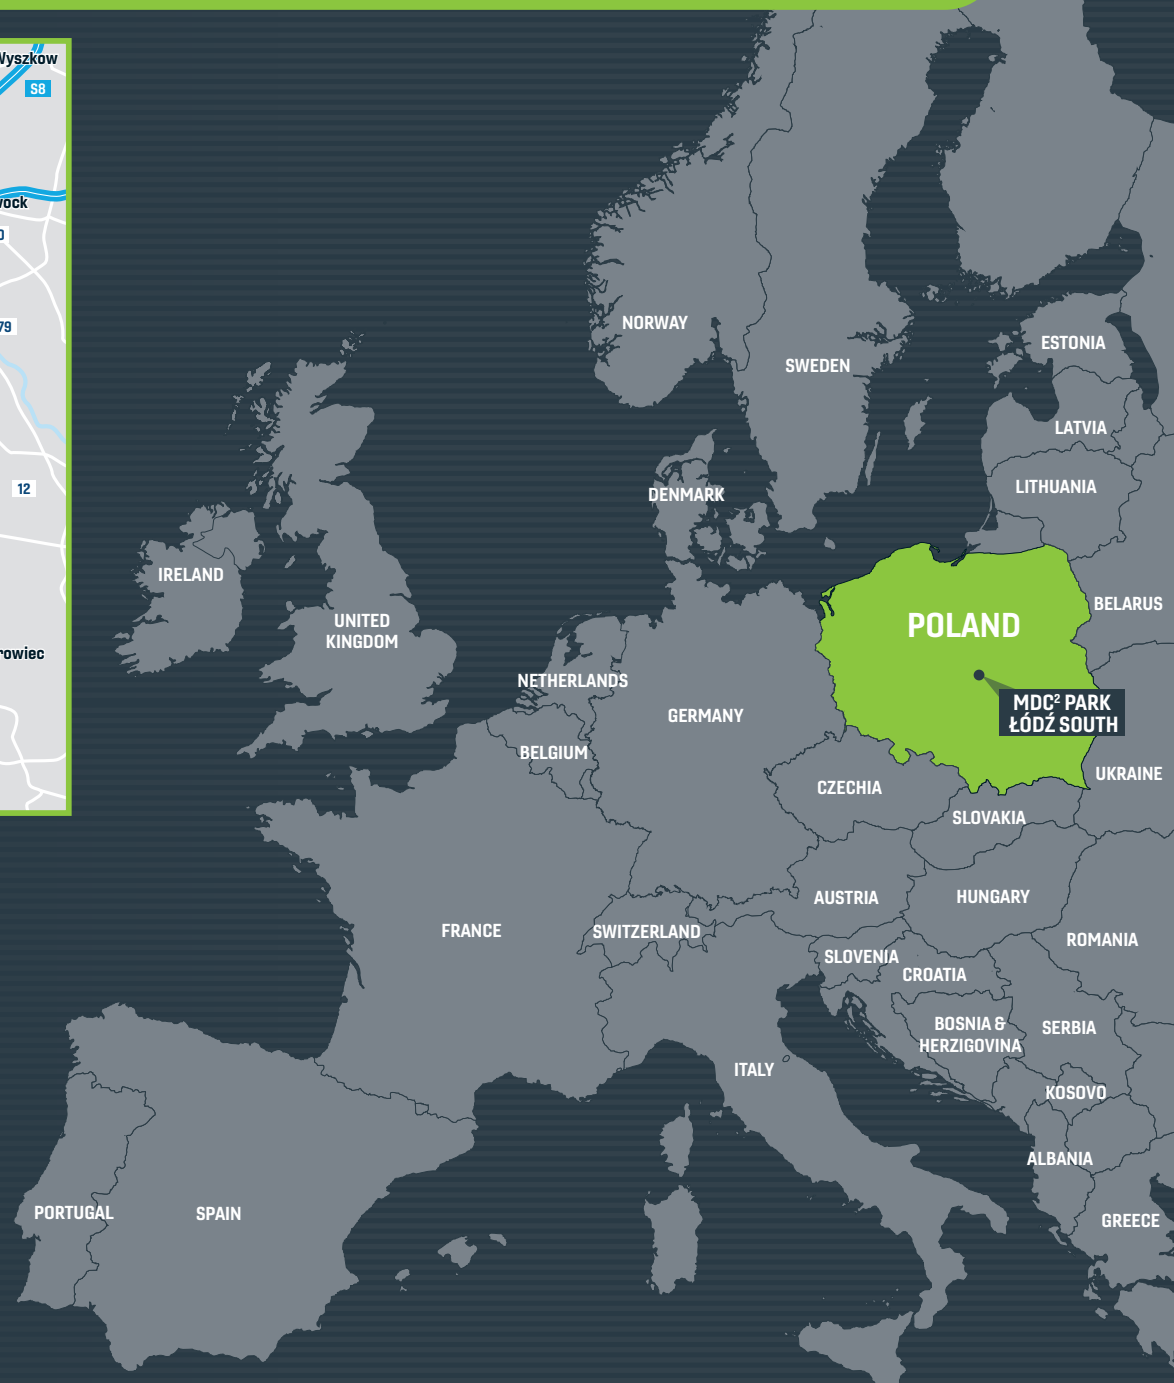 Wyszkow
S8
wock
79
12
rowiec
NORWAY
SWEDEN
ESTONIA
LATVIA
LITHUANIA
DENMARK
IRELAND
UNITED
KINGDOM
BELARUS
POLAND
NETHERLANDS
GERMANY
MDC² PARK
ŁÓDŹ SOUTH
BELGIUM
CZECHIA
UKRAINE
SLOVAKIA
AUSTRIA
HUNGARY
FRANCE
SWITZERLAND
ROMANIA
SLOVENIA
CROATIA
BOSNIA &
HERZIGOVINA
SERBIA
ITALY
KOSOVO
ALBANIA
PORTUGAL
SPAIN
GREECE